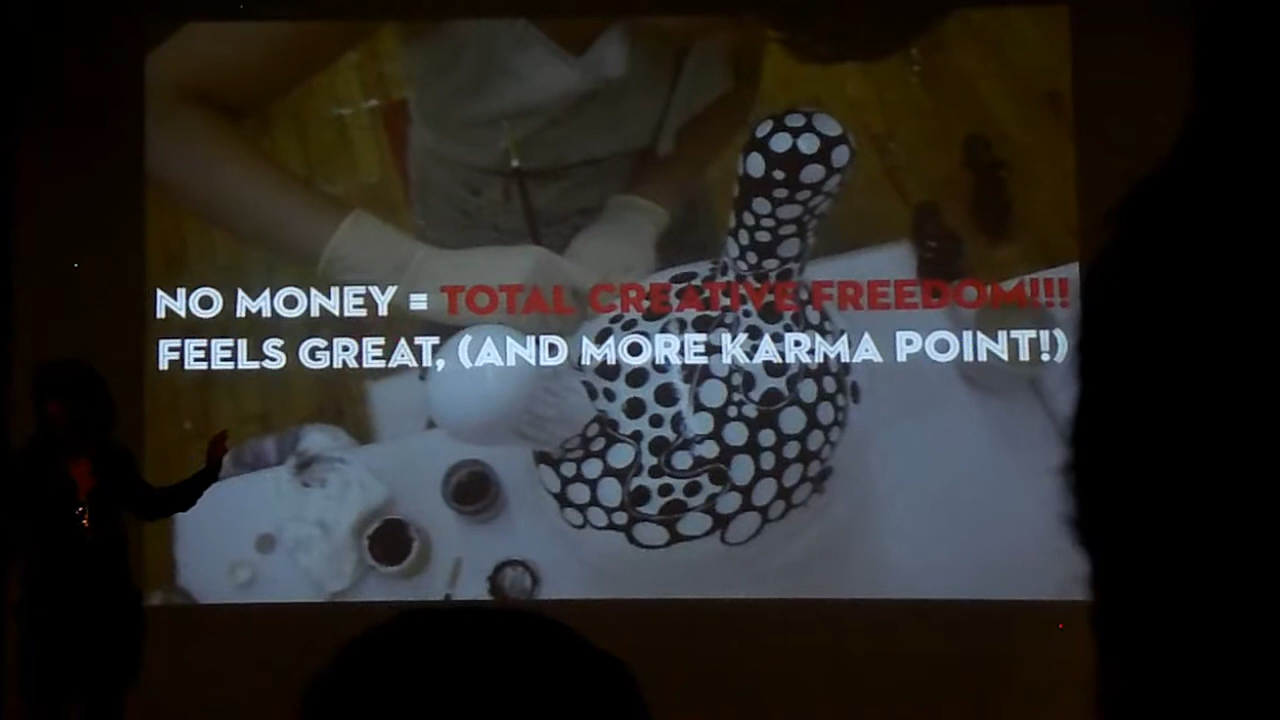 NO MONEY = TOTAL CREATIVE FREEDOM!!!
FEELS GREAT, (AND MORE KARMA POINT!)